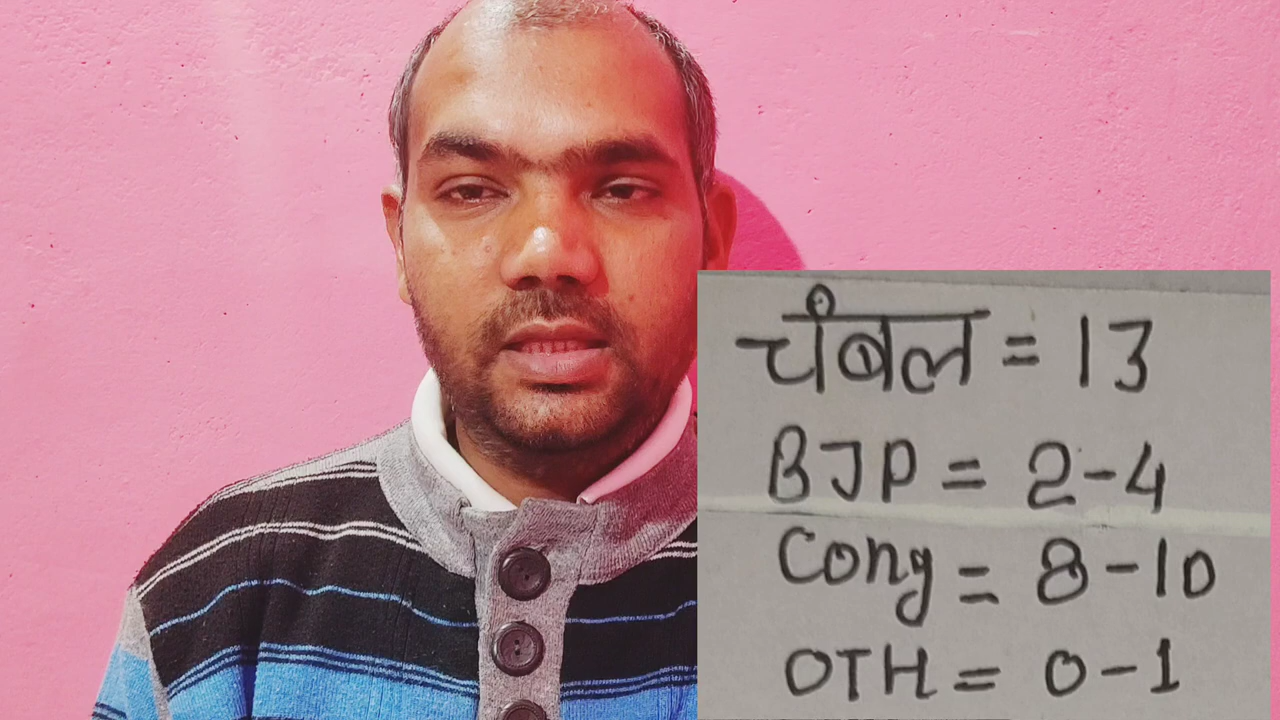 चंबल = 13
BJP = 2-4
Cong = 8-10
OTH = 0-1